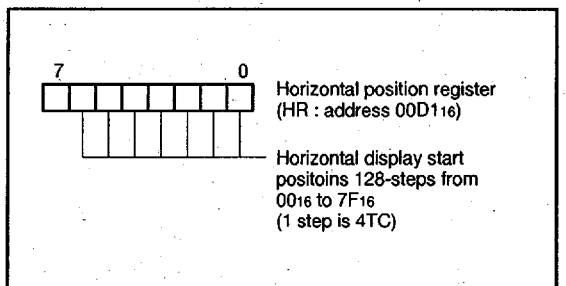 7 0
Horizontal position register
(HR : address 00D116)
Horizontal display start
positoins 128-steps from
0016 to 7F16
(1 step is 4TC)